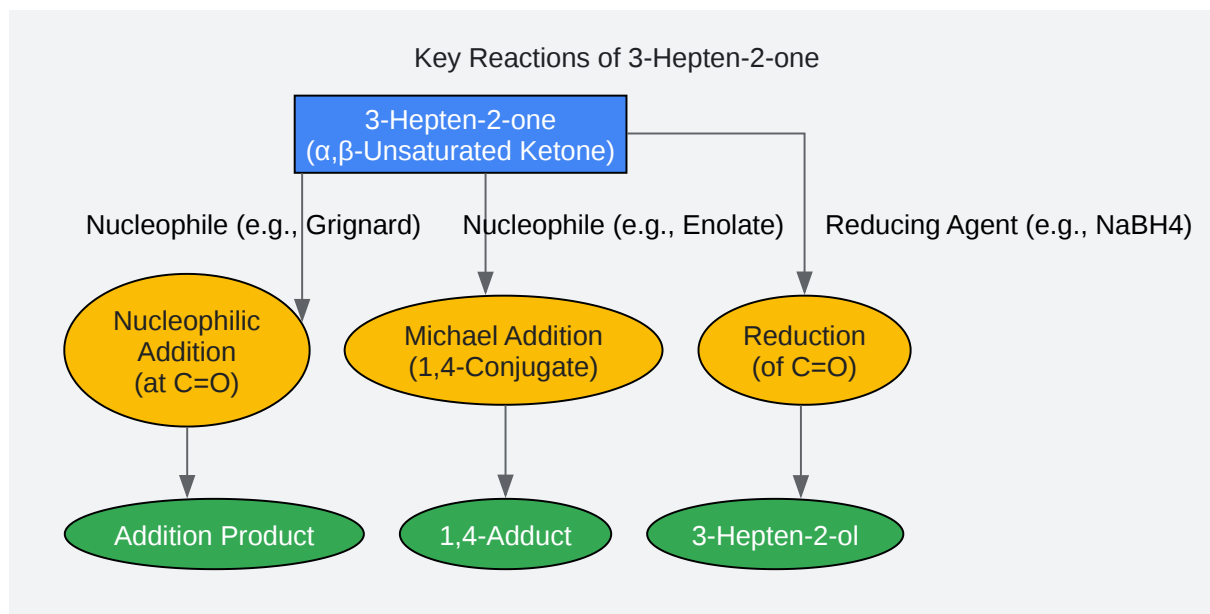 Key Reactions of 3-Hepten-2-one
3-Hepten-2-one
(α,β-Unsaturated Ketone)
Nucleophile (e.g., Grignard)
Nucleophile (e.g., Enolate)
Reducing Agent (e.g., NaBH4)
Nucleophilic
Addition
(at C=O)
Michael Addition
(1,4-Conjugate)
Reduction
(of C=O)
Addition Product
1,4-Adduct
3-Hepten-2-ol